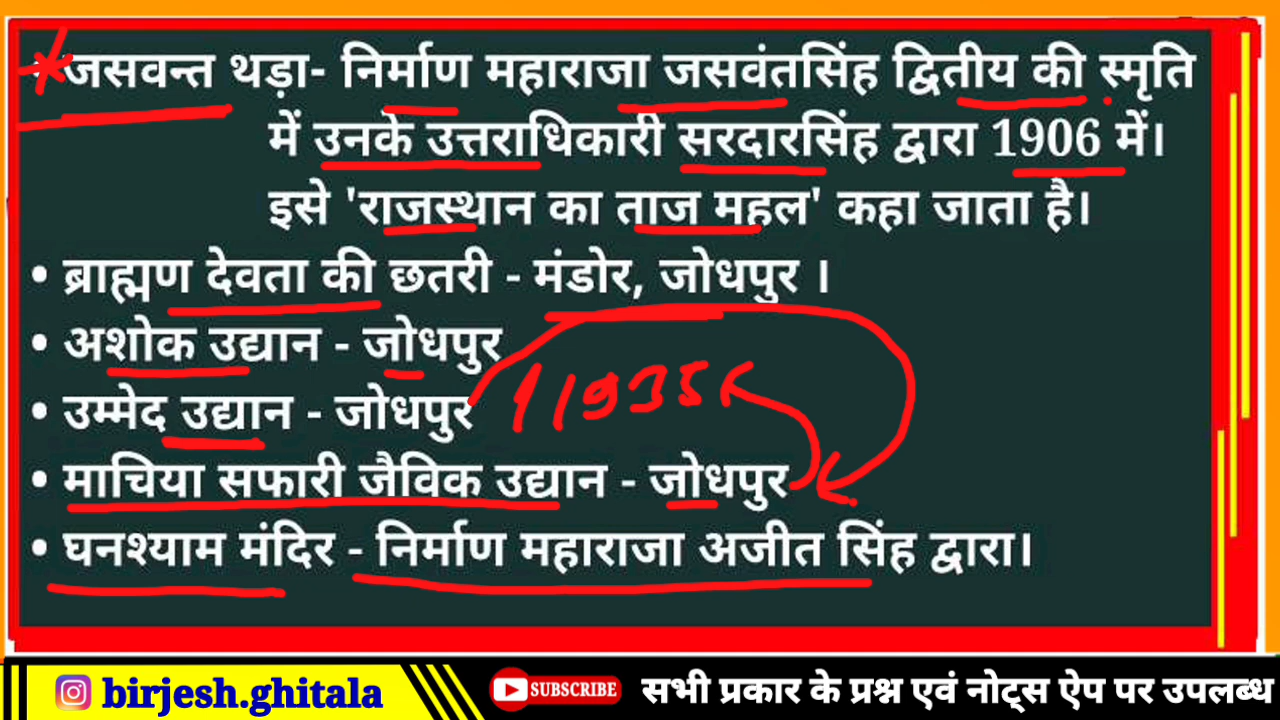 • जसवन्त थड़ा- निर्माण महाराजा जसवंतसिंह द्वितीय की स्मृति
में उनके उत्तराधिकारी सरदारसिंह द्वारा 1906 में।
इसे 'राजस्थान का ताज महल' कहा जाता है।
• ब्राह्मण देवता की छतरी - मंडोर, जोधपुर ।
• अशोक उद्यान - जोधपुर
• उम्मेद उद्यान - जोधपुर
• माचिया सफारी जैविक उद्यान - जोधपुर
• घनश्याम मंदिर - निर्माण महाराजा अजीत सिंह द्वारा।
birjesh.ghitala SUBSCRIBE सभी प्रकार के प्रश्न एवं नोट्स ऐप पर उपलब्ध